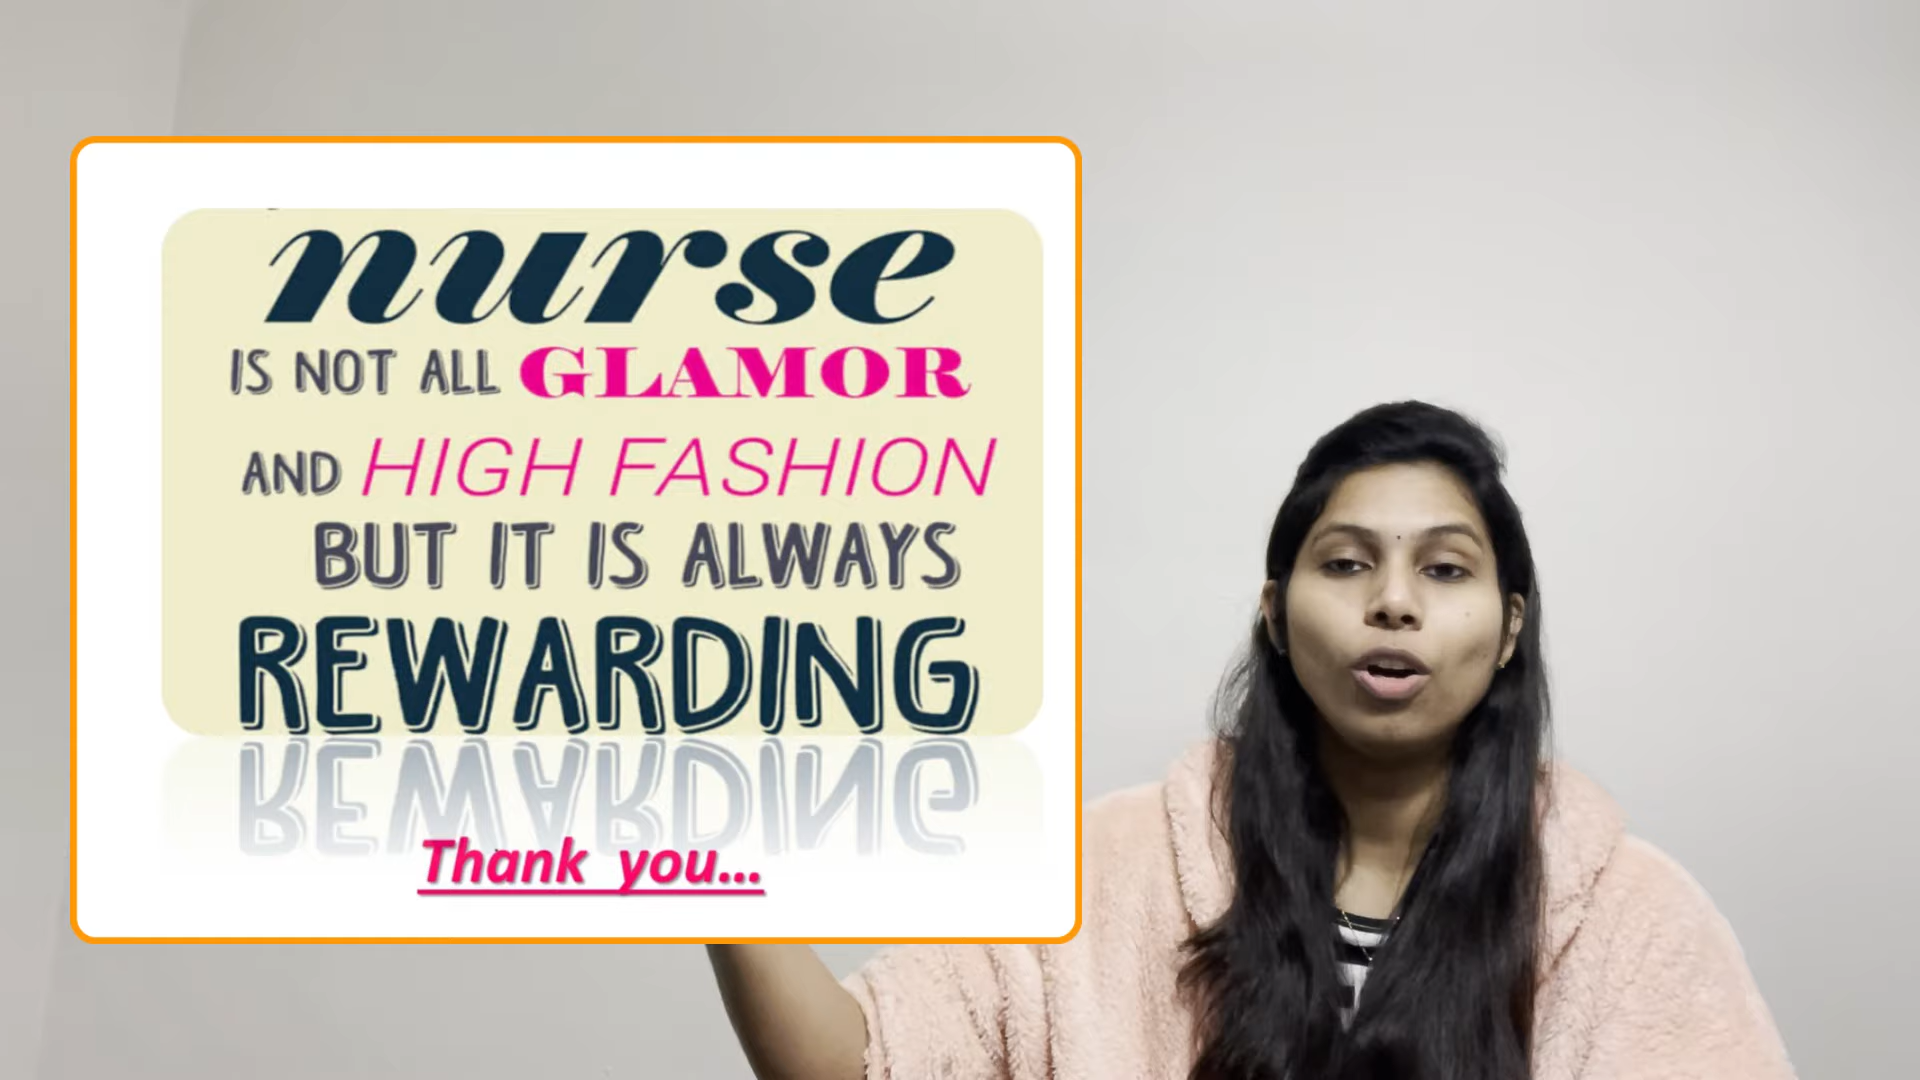 nurse
IS NOT ALL GLAMOR
AND HIGH FASHION
BUT IT IS ALWAYS
REWARDING
Thank you...